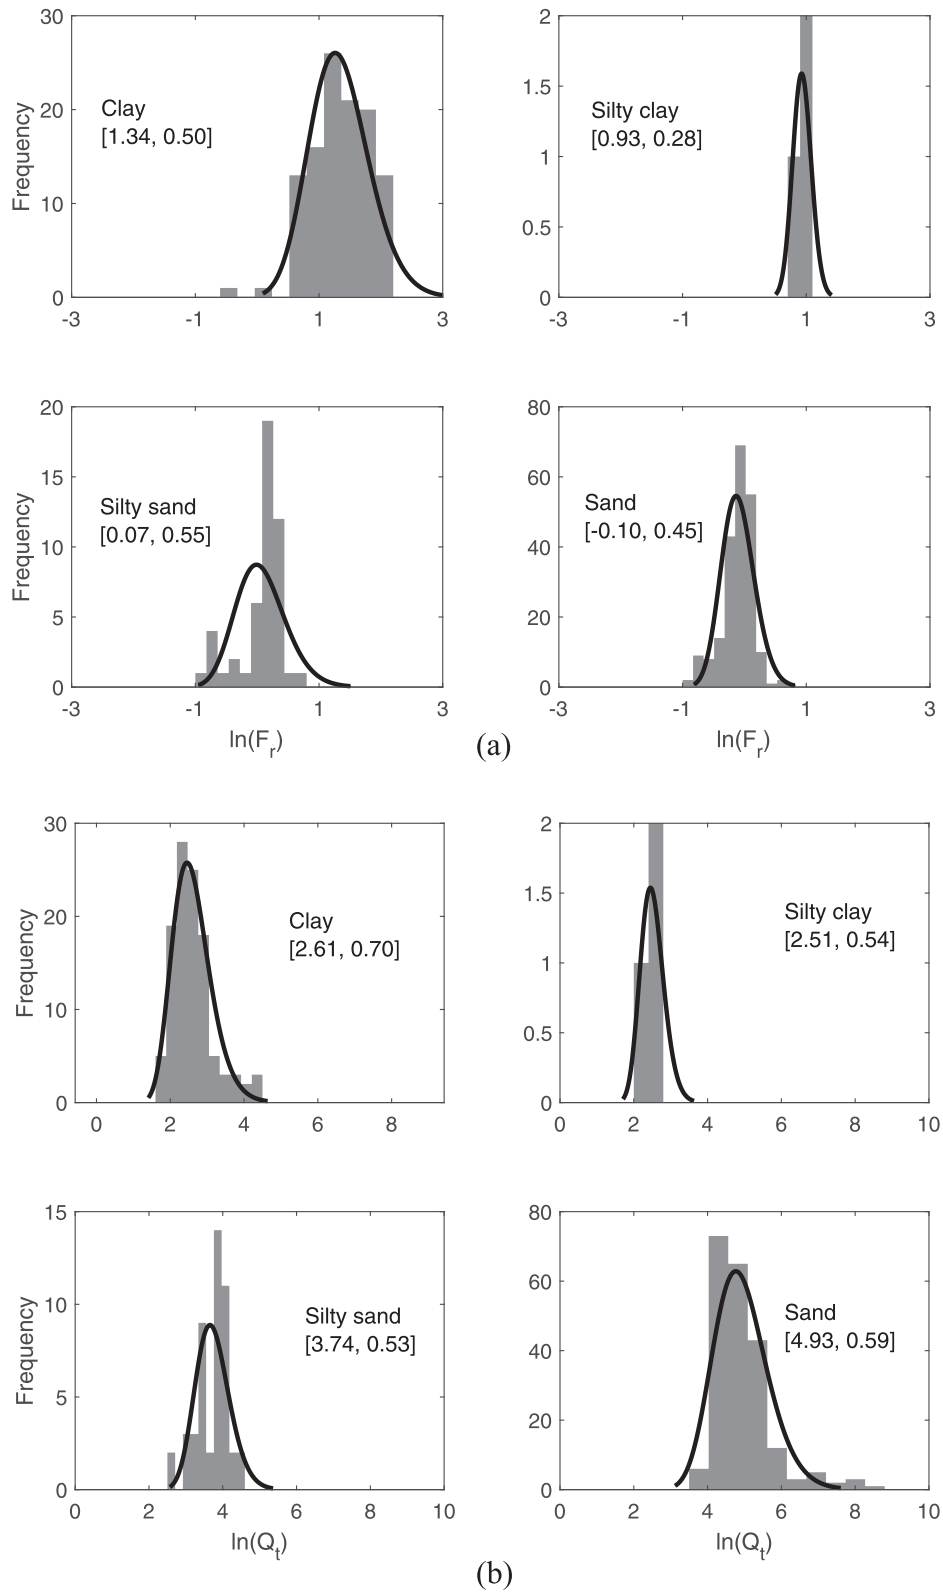 30
20
10
0
Frequency
Clay
[1.34, 0.50]
-3 -1 1 3
2
1.5
1
0.5
0
Silty clay
[0.93, 0.28]
-3 -1 1 3
20
15
10
5
0
Frequency
Silty sand
[0.07, 0.55]
-3 -1 1 3
ln(Fr)
80
60
40
20
0
Sand
[-0.10, 0.45]
-3 -1 1 3
ln(Fr)
(a)
30
20
10
0
Frequency
Clay
[2.61, 0.70]
0 2 4 6 8
2
1.5
1
0.5
0
Silty clay
[2.51, 0.54]
0 2 4 6 8 10
15
10
5
0
Frequency
Silty sand
[3.74, 0.53]
0 2 4 6 8 10
ln(Qt)
80
60
40
20
0
Sand
[4.93, 0.59]
0 2 4 6 8 10
ln(Qt)
(b)